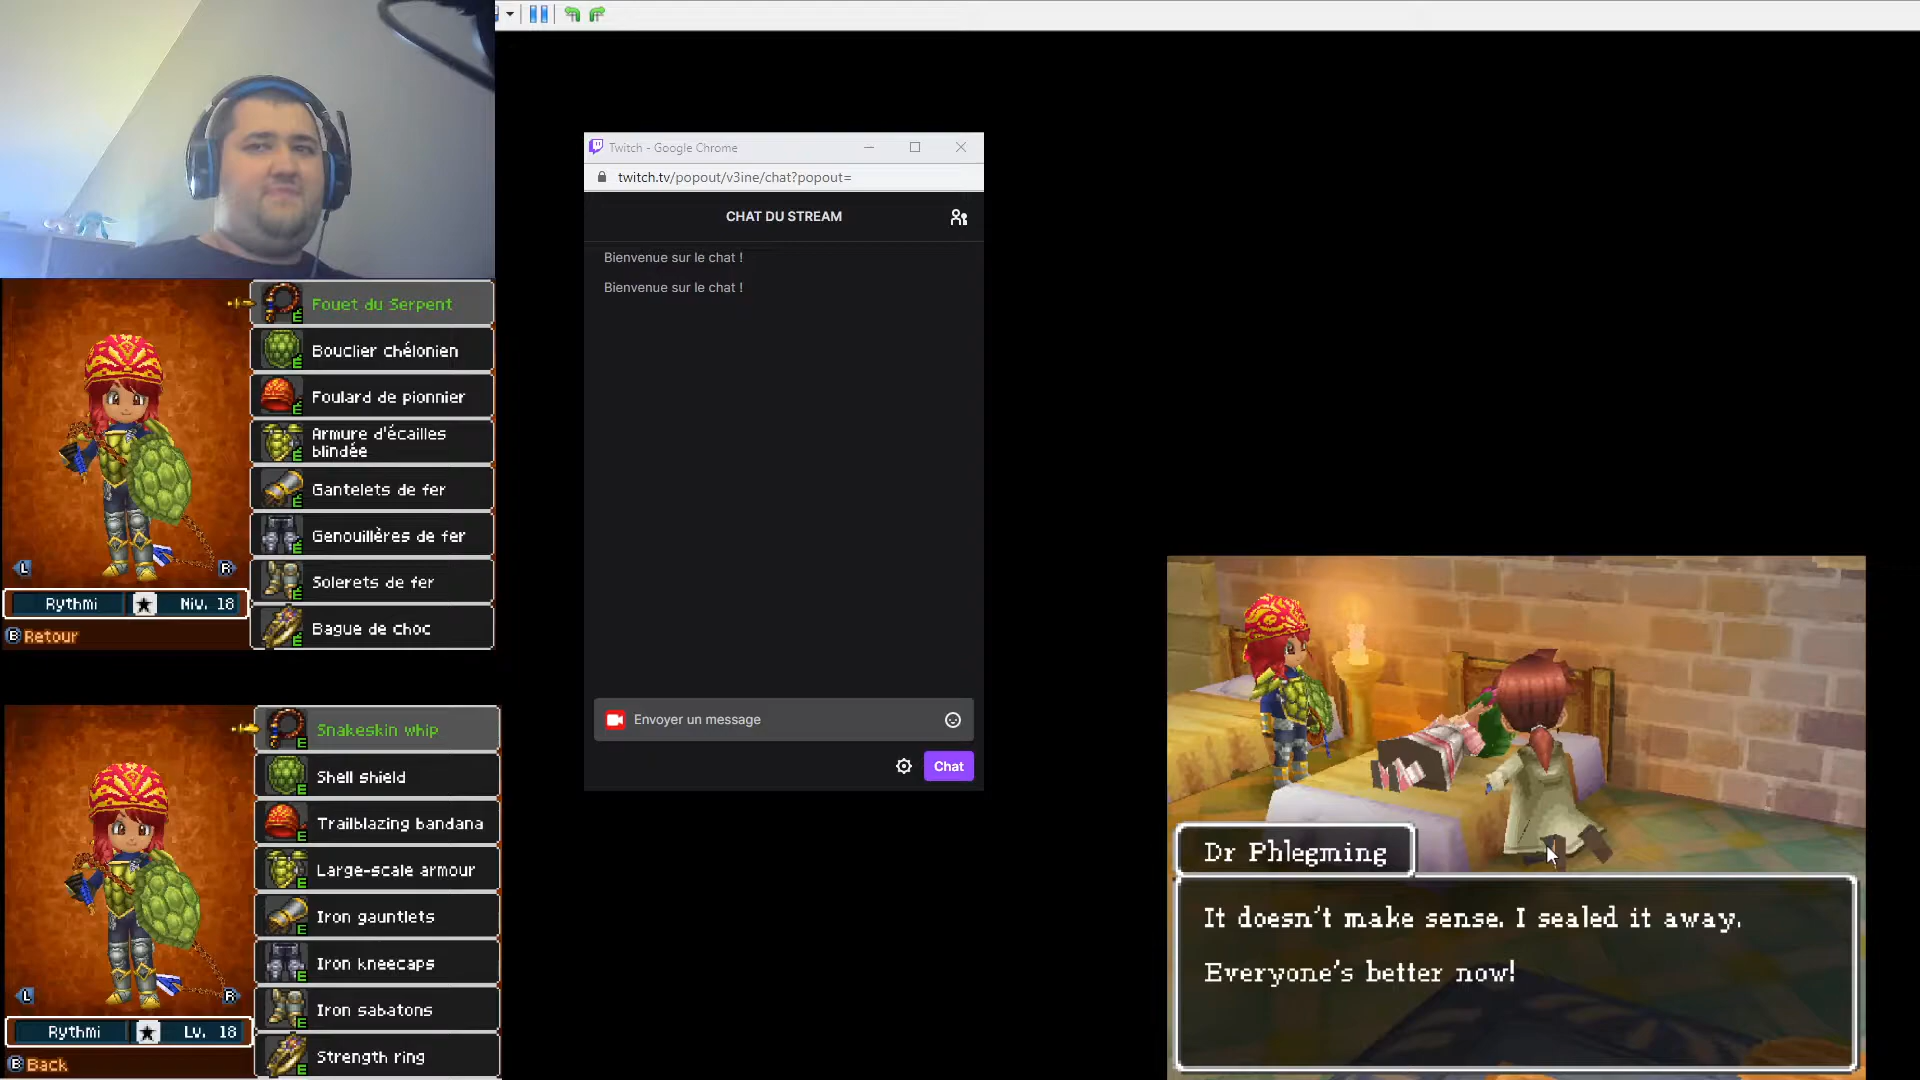 Fouet du Serpent
Bouclier chélonien
Foulard de pionnier
Armure d'écailles
blindée
Gantelets de fer
Genouillères de fer
Solerets de fer
Bague de choc
L
R
Rythmi
Niv. 18
B Retour
Snakeskin whip
Shell shield
Trailblazing bandana
Large-scale armour
Iron gauntlets
Iron kneecaps
Iron sabatons
Strength ring
L
R
Rythmi
Lv. 18
B Back
Twitch - Google Chrome
twitch.tv/popout/v3ine/chat?popout=
CHAT DU STREAM
Bienvenue sur le chat !
Bienvenue sur le chat !
Envoyer un message
Chat
Dr Phlegming
It doesn't make sense. I sealed it away.
Everyone's better now!